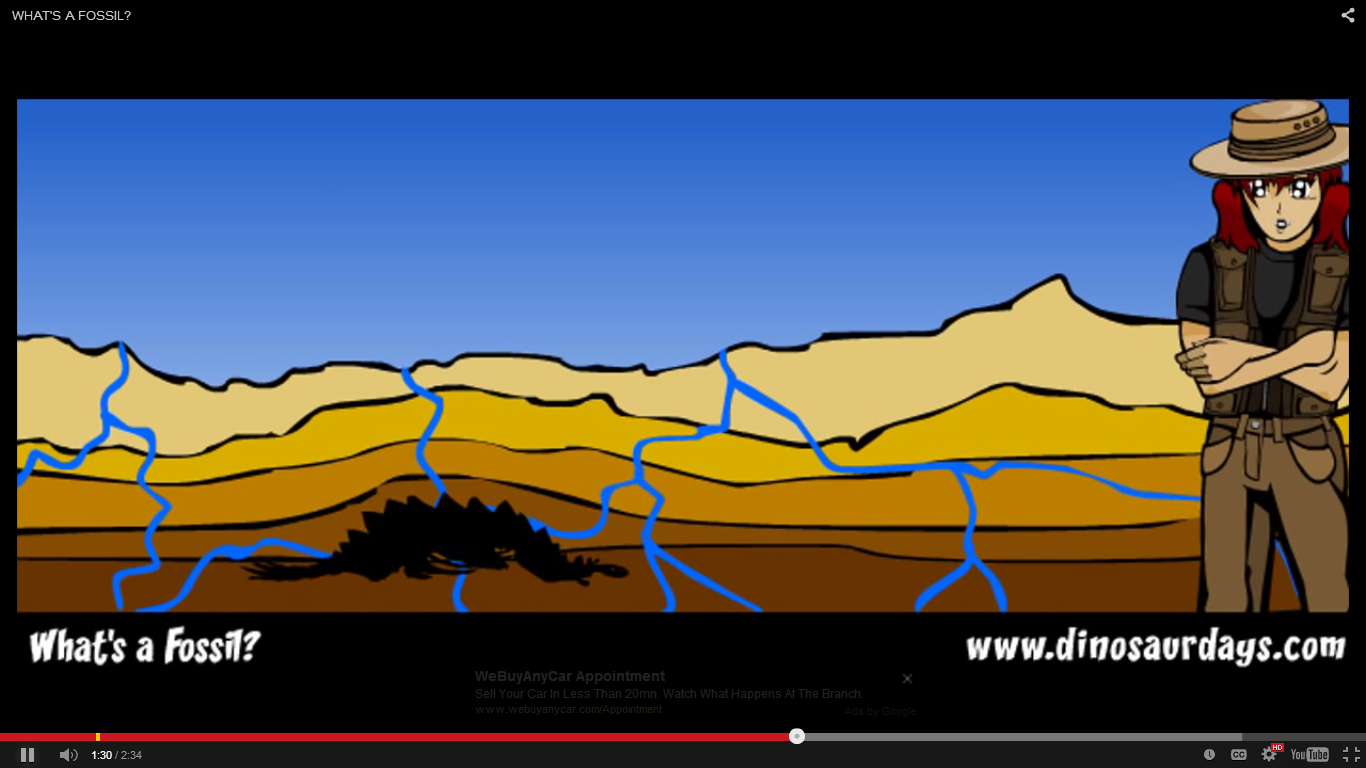 WHAT'S A FOSSIL?
What's a Fossil?
www.dinosaurdays.com
WeBuyAnyCar Appointment
Sell Your Car In Less Than 20mn. Watch What Happens At The Branch.
www.webuyanycar.com/Appointment
Ads by Google
1:30 / 2:34
CC
HD
YouTube